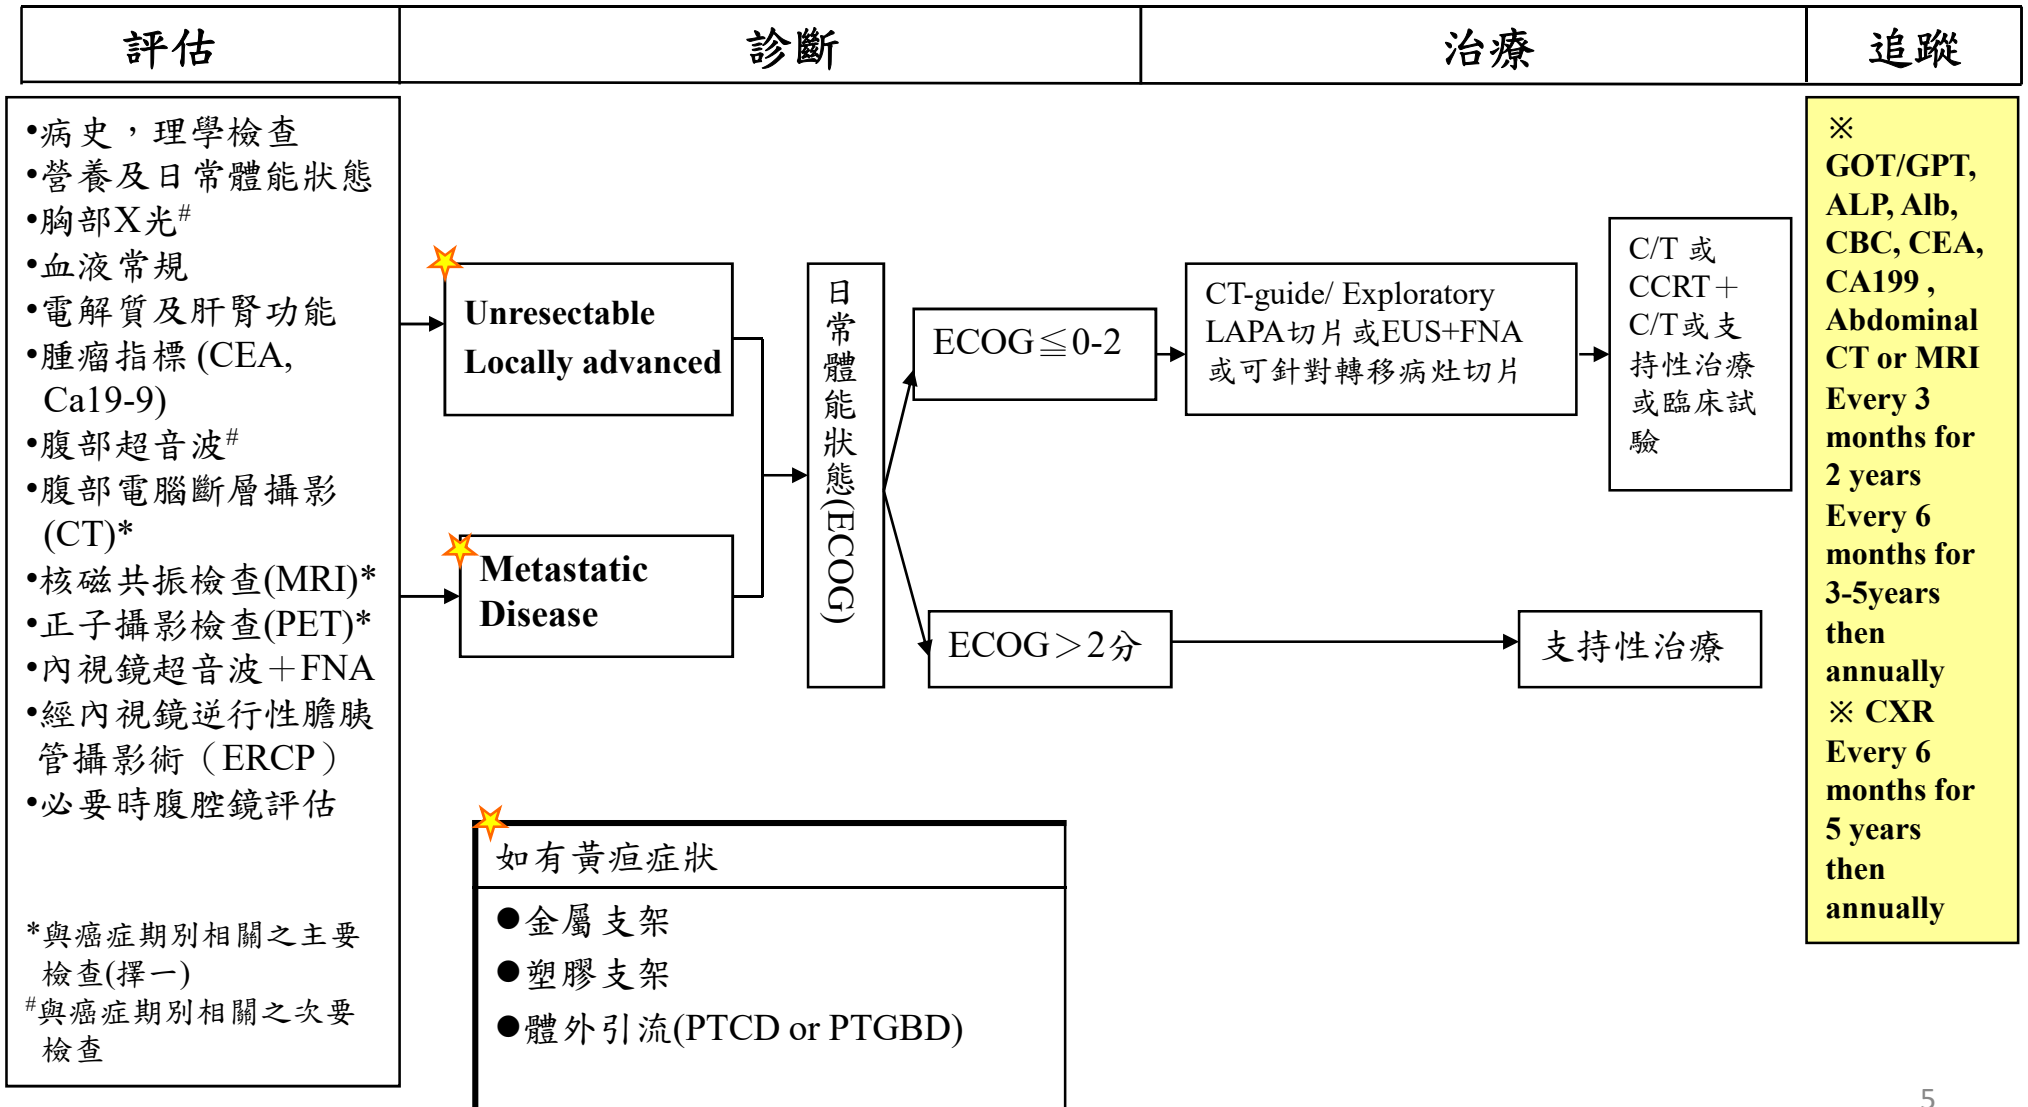 評估
診斷
治療
追蹤
•病史，理學檢查
•營養及日常體能狀態
•胸部X光#
•血液常規
•電解質及肝腎功能
•腫瘤指標 (CEA,
Ca19-9)
•腹部超音波#
•腹部電腦斷層攝影
(CT)*
•核磁共振檢查(MRI)*
•正子攝影檢查(PET)*
•內視鏡超音波＋FNA
•經內視鏡逆行性膽胰
管攝影術（ERCP）
•必要時腹腔鏡評估
*與癌症期別相關之主要
檢查(擇一)
#與癌症期別相關之次要
檢查
Unresectable
Locally advanced
Metastatic
Disease
日常體能狀態(ECOG)
ECOG≦0-2
ECOG＞2分
CT-guide/ Exploratory
LAPA切片或EUS+FNA
或可針對轉移病灶切片
C/T 或
CCRT＋
C/T或支
持性治療
或臨床試
驗
支持性治療
如有黃疸症狀
●金屬支架
●塑膠支架
●體外引流(PTCD or PTGBD)
※
GOT/GPT,
ALP, Alb,
CBC, CEA,
CA199 ,
Abdominal
CT or MRI
Every 3
months for
2 years
Every 6
months for
3-5years
then
annually
※ CXR
Every 6
months for
5 years
then
annually
5